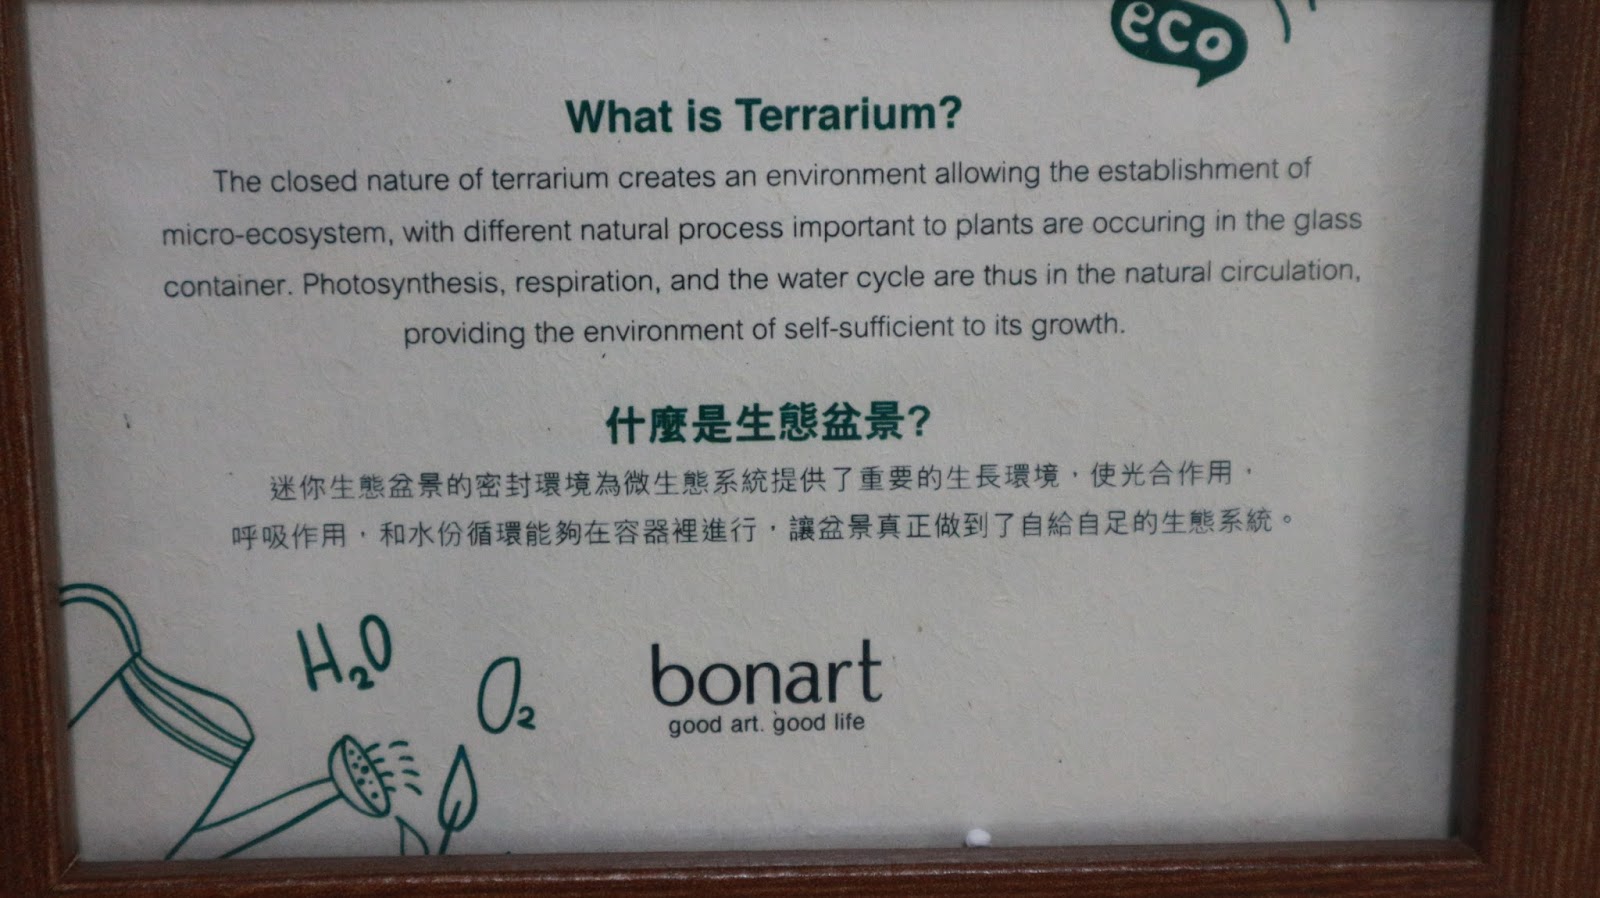 eco
What is Terrarium?
The closed nature of terrarium creates an environment allowing the establishment of
micro-ecosystem, with different natural process important to plants are occuring in the glass
container. Photosynthesis, respiration, and the water cycle are thus in the natural circulation,
providing the environment of self-sufficient to its growth.
什麼是生態盆景?
迷你生態盆景的密封環境為微生態系統提供了重要的生長環境，使光合作用，
呼吸作用，和水份循環能夠在容器裡進行，讓盆景真正做到了自給自足的生態系統。
H₂O
O₂
bonart
good art. good life